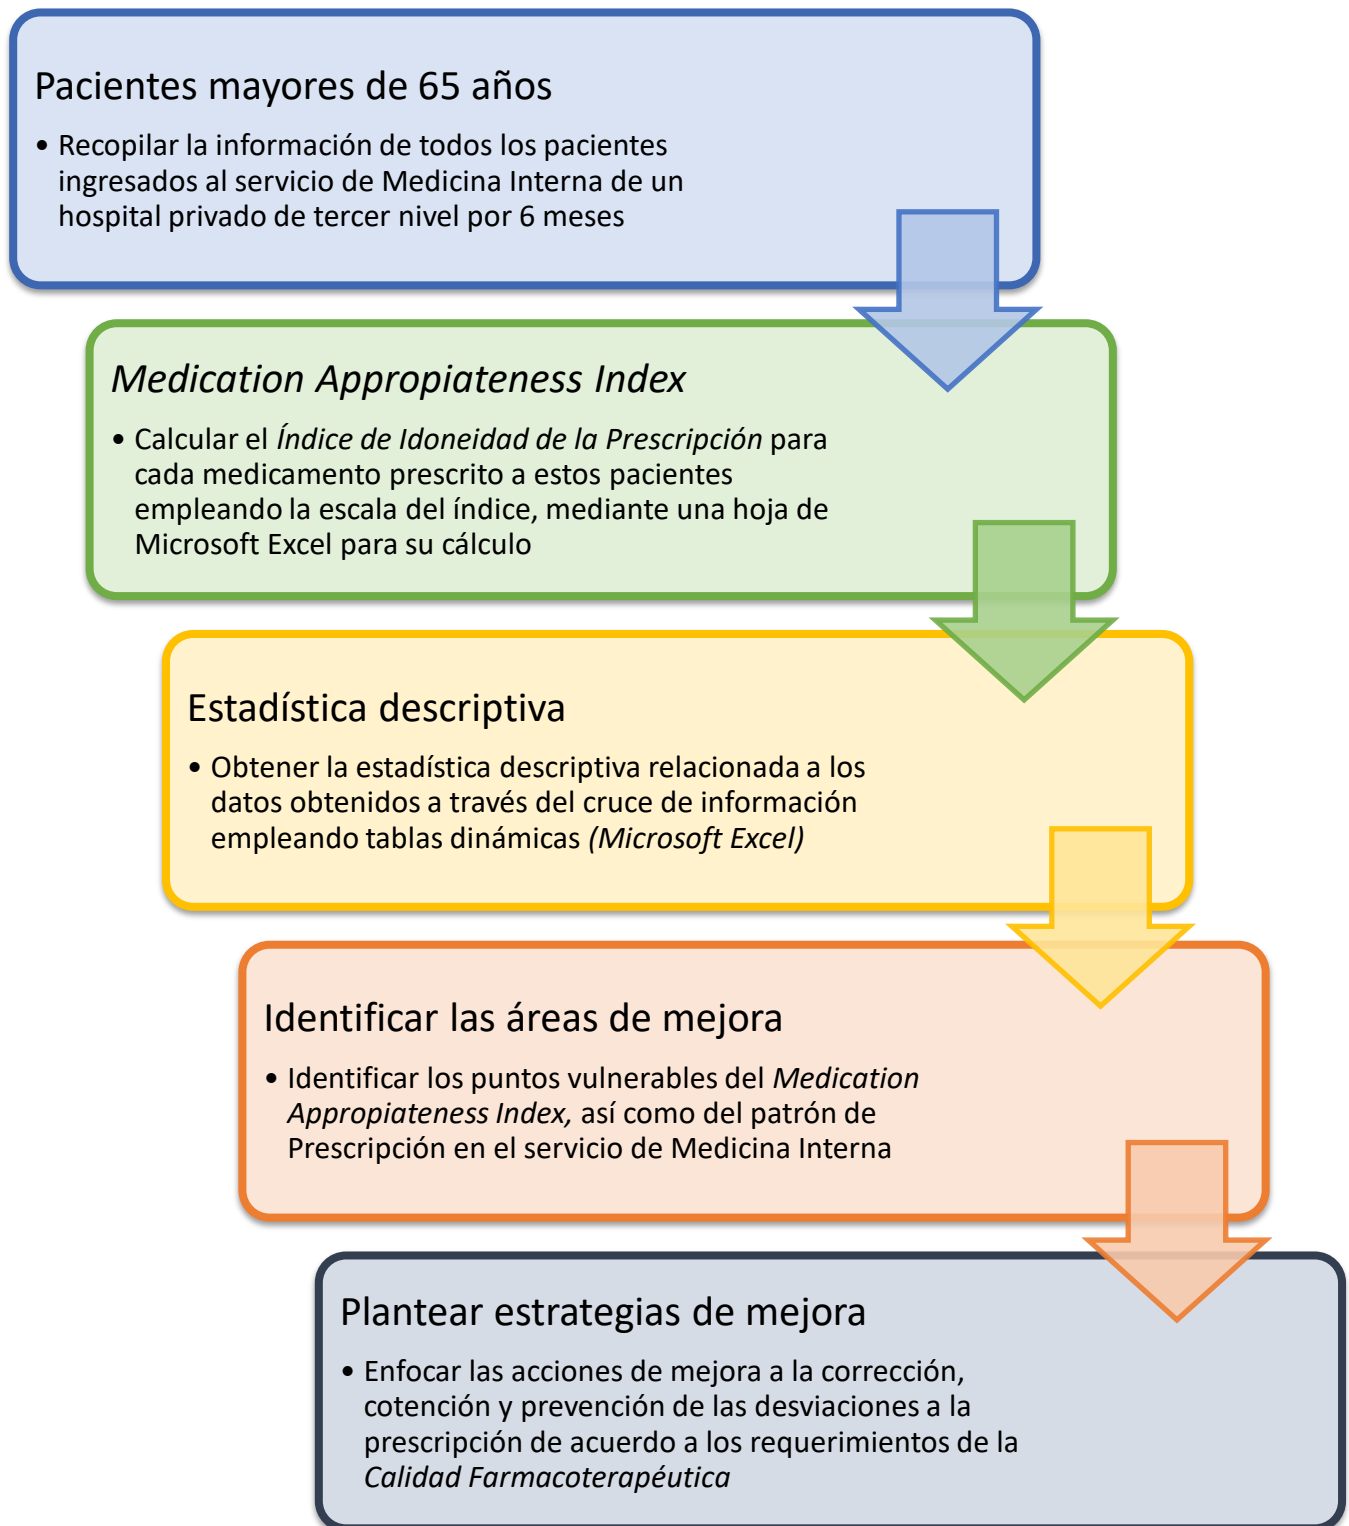 Pacientes mayores de 65 años
• Recopilar la información de todos los pacientes
ingresados al servicio de Medicina Interna de un
hospital privado de tercer nivel por 6 meses
Medication Appropiateness Index
• Calcular el Índice de Idoneidad de la Prescripción para
cada medicamento prescrito a estos pacientes
empleando la escala del índice, mediante una hoja de
Microsoft Excel para su cálculo
Estadística descriptiva
• Obtener la estadística descriptiva relacionada a los
datos obtenidos a través del cruce de información
empleando tablas dinámicas (Microsoft Excel)
Identificar las áreas de mejora
• Identificar los puntos vulnerables del Medication
Appropiateness Index, así como del patrón de
Prescripción en el servicio de Medicina Interna
Plantear estrategias de mejora
• Enfocar las acciones de mejora a la corrección,
cotención y prevención de las desviaciones a la
prescripción de acuerdo a los requerimientos de la
Calidad Farmacoterapéutica